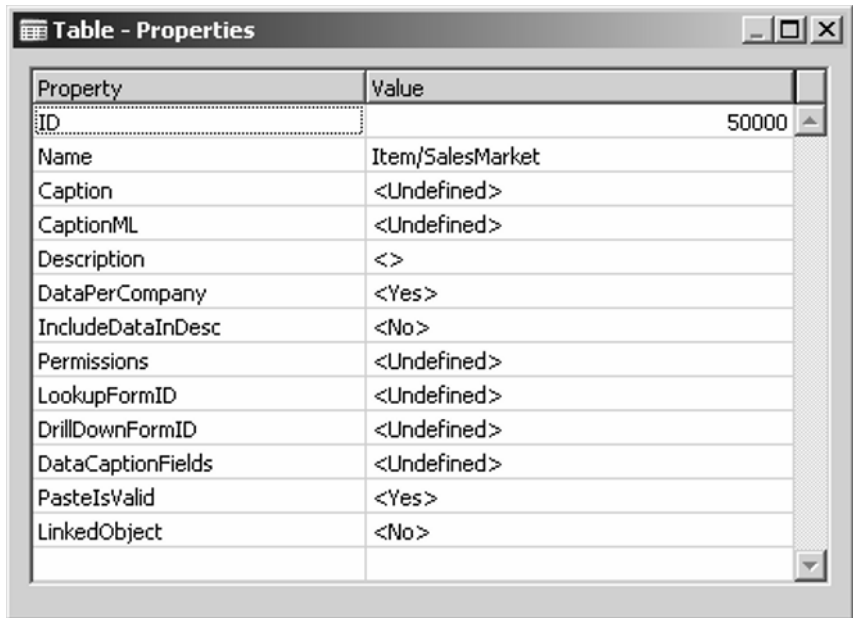 Table - Properties
Property Value
ID 50000
Name Item/SalesMarket
Caption <Undefined>
CaptionML <Undefined>
Description <>
DataPerCompany <Yes>
IncludeDataInDesc <No>
Permissions <Undefined>
LookupFormID <Undefined>
DrillDownFormID <Undefined>
DataCaptionFields <Undefined>
PasteIsValid <Yes>
LinkedObject <No>